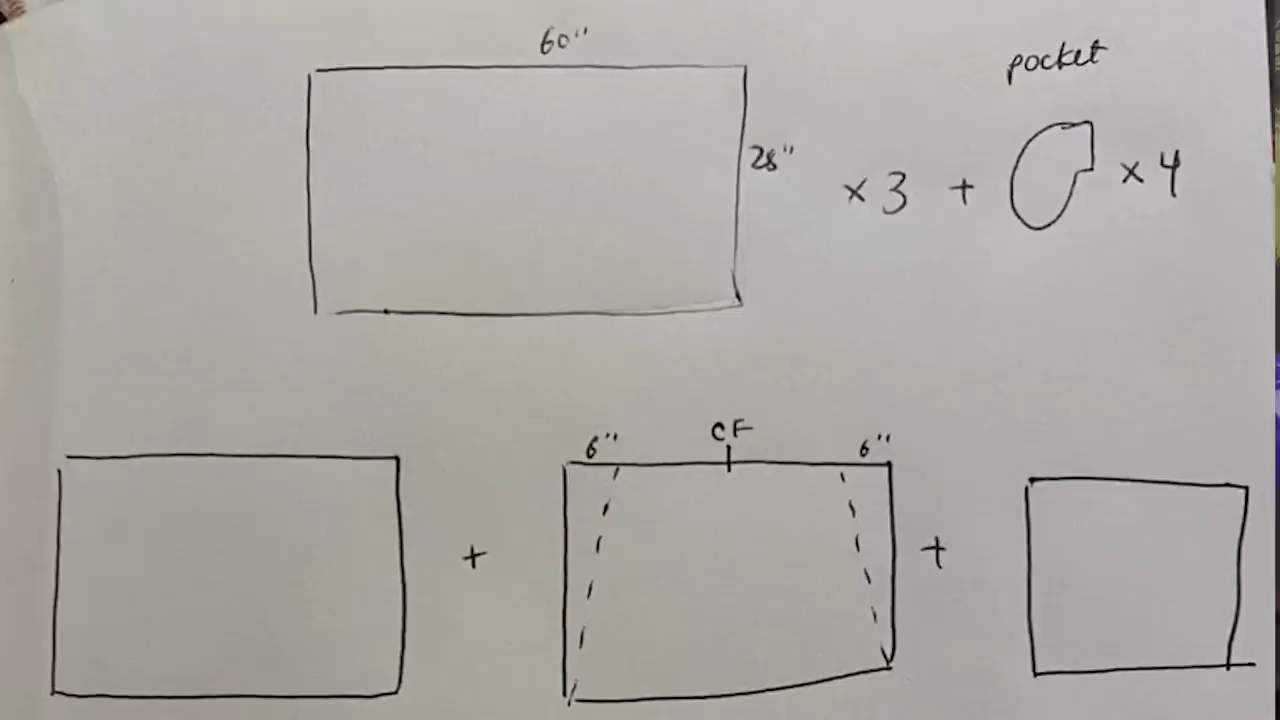 60"
pocket
28"
× 3 + × 4
CF
6" 6"
+ +